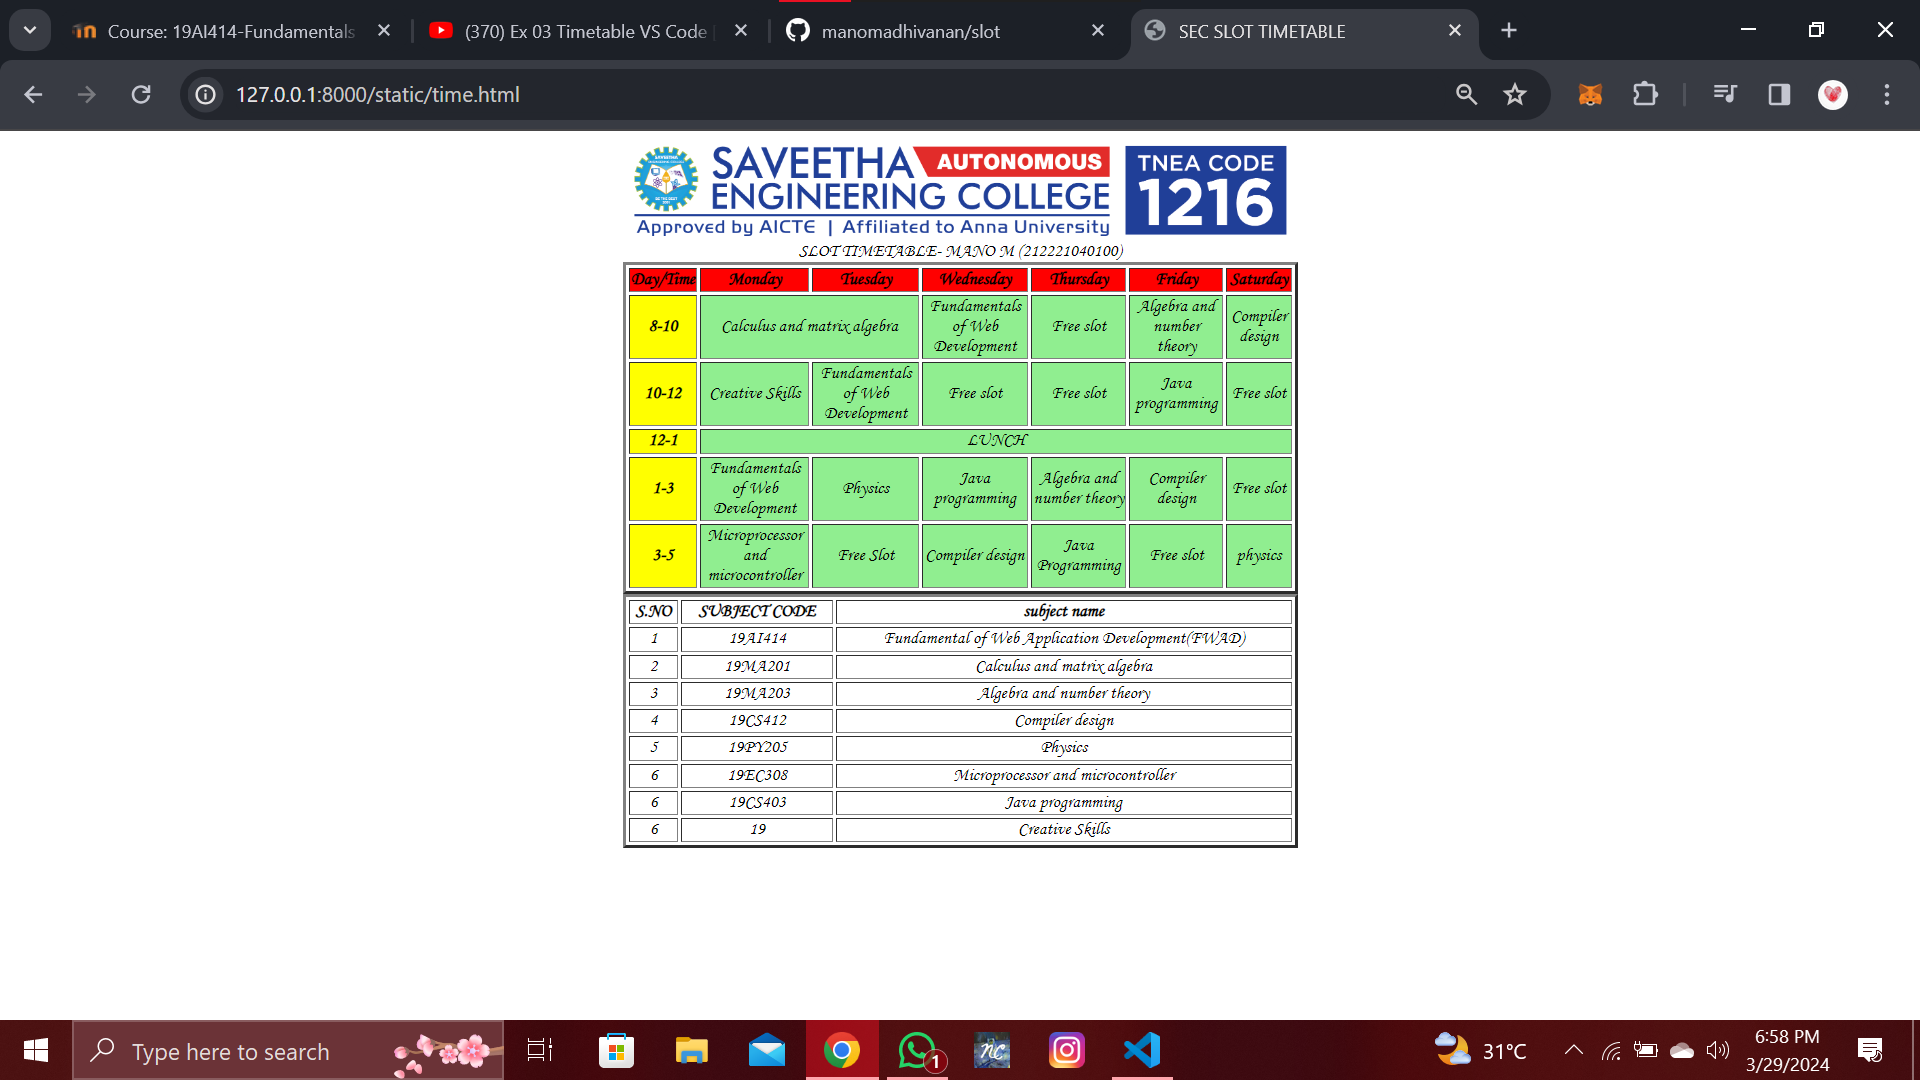 Course: 19AI414-Fundamentals
(370) Ex 03 Timetable VS Code
manomadhivanan/slot
SEC SLOT TIMETABLE
127.0.0.1:8000/static/time.html
SAVEETHA AUTONOMOUS
ENGINEERING COLLEGE
Approved by AICTE | Affiliated to Anna University
TNEA CODE
1216
SLOT TIMETABLE- MANO M (212221040100)
Day/Time Monday Tuesday Wednesday Thursday Friday Saturday
8-10 Calculus and matrix algebra Fundamentals of Web Development Free slot Algebra and number theory Compiler design
10-12 Creative Skills Fundamentals of Web Development Free slot Free slot Java programming Free slot
12-1 LUNCH
1-3 Fundamentals of Web Development Physics Java programming Algebra and number theory Compiler design Free slot
3-5 Microprocessor and microcontroller Free Slot Compiler design Java Programming Free slot physics
S.NO SUBJECT CODE subject name
1 19AI414 Fundamental of Web Application Development(FWAD)
2 19MA201 Calculus and matrix algebra
3 19MA203 Algebra and number theory
4 19CS412 Compiler design
5 19PY205 Physics
6 19EC308 Microprocessor and microcontroller
6 19CS403 Java programming
6 19 Creative Skills
Type here to search
1
31°C
6:58 PM
3/29/2024